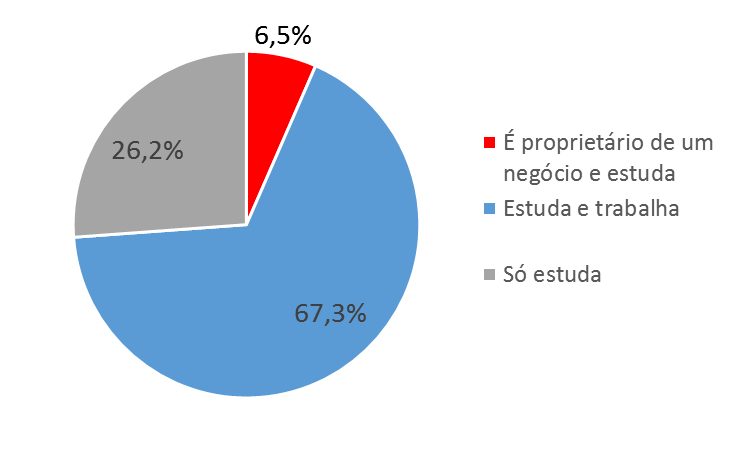 6,5%
26,2%
67,3%
É proprietário de um
negócio e estuda
Estuda e trabalha
Só estuda